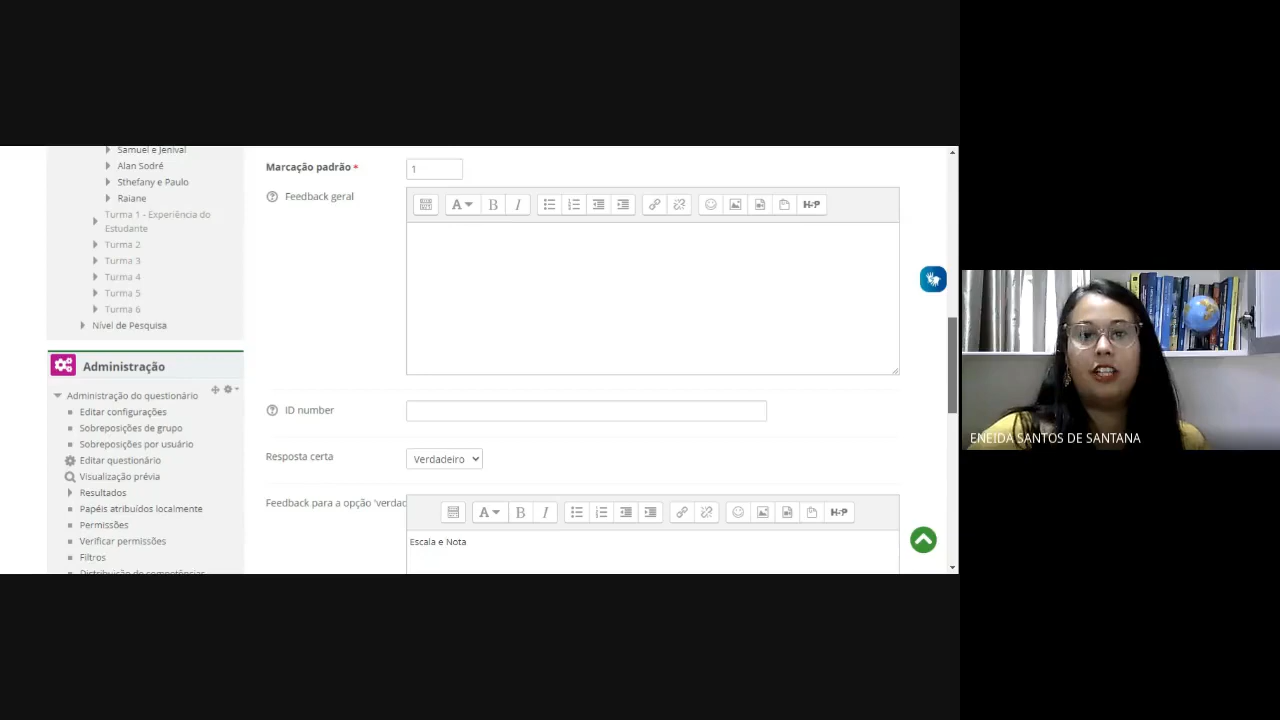 Samuel e Jenival
Alan Sodré
Sthefany e Paulo
Raiane
Turma 1 - Experiência do
Estudante
Turma 2
Turma 3
Turma 4
Turma 5
Turma 6
Nível de Pesquisa
Administração
Administração do questionário
Editar configurações
Sobreposições de grupo
Sobreposições por usuário
Editar questionário
Visualização prévia
Resultados
Papéis atribuídos localmente
Permissões
Verificar permissões
Filtros
Distribuição de competências
Marcação padrão *
1
Feedback geral
A B I H-P
ID number
Resposta certa
Verdadeiro
Feedback para a opção 'verdad
A B I H-P
Escala e Nota
ENEIDA SANTOS DE SANTANA